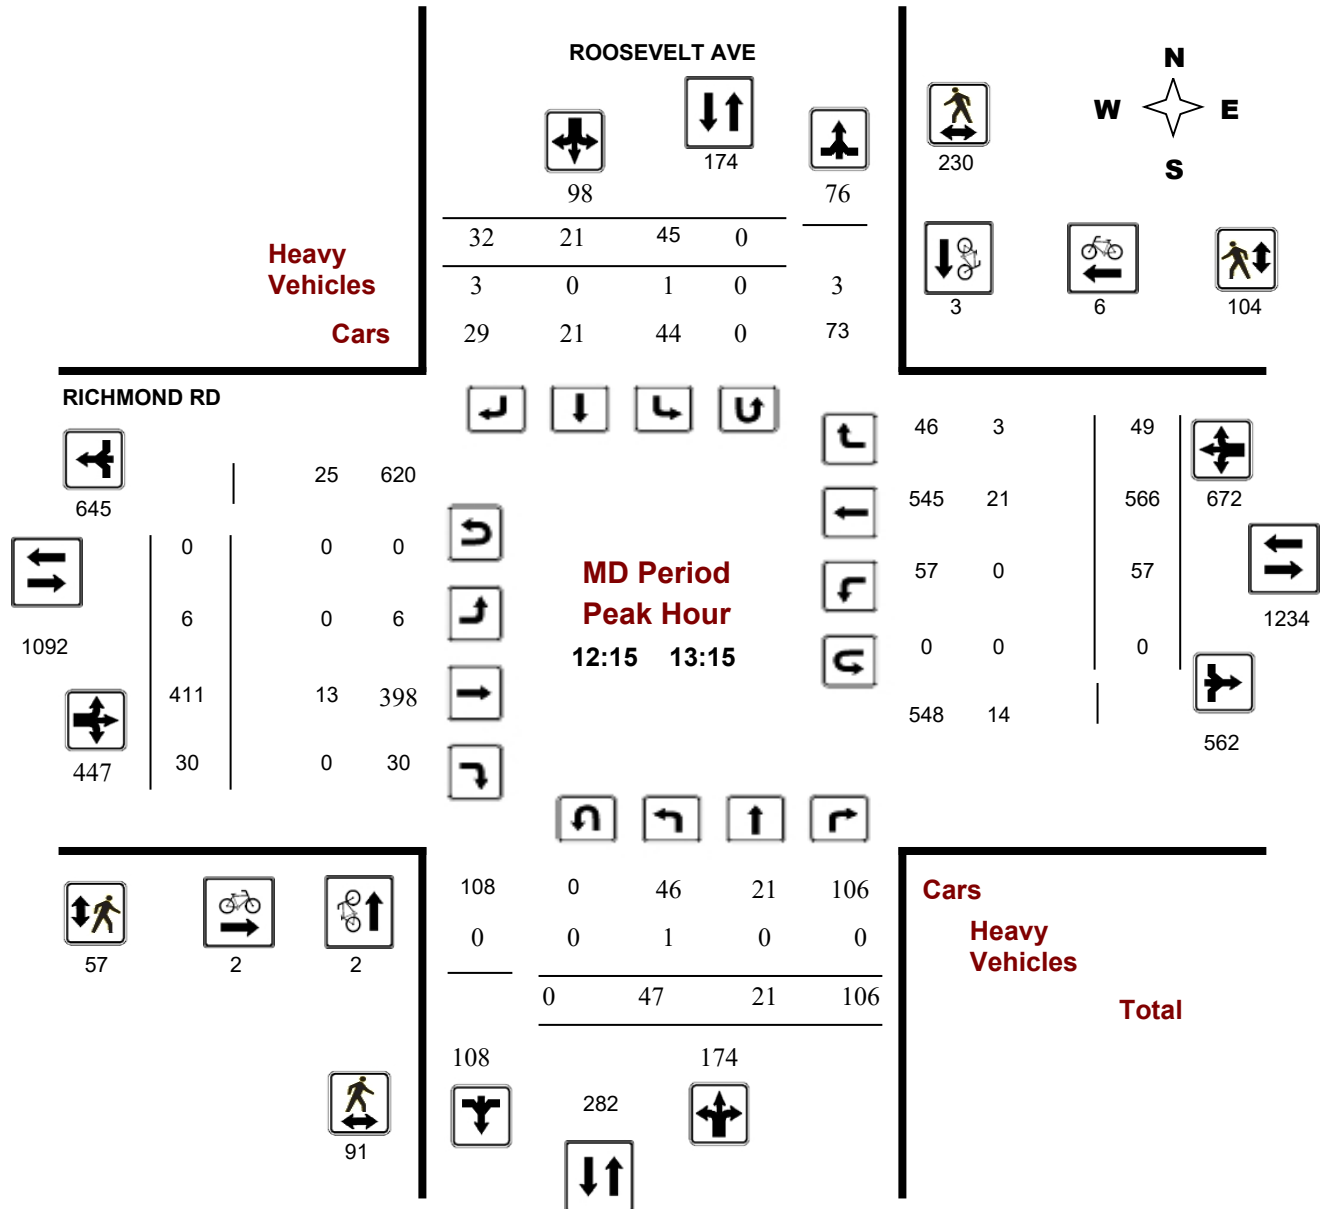 ROOSEVELT AVE
N
W E
S
174
230
98
76
32 21 45 0
Heavy
Vehicles
3 0 1 0 3
3 6 104
Cars
29 21 44 0 73
RICHMOND RD
46 3 49
25 620
645
545 21 566 672
0 0 0
MD Period
57 0 57
Peak Hour
6 0 6
1234
1092
12:15 13:15
0 0 0
411 13 398
548 14
562
447
30 0 30
108 0 46 21 106
Cars
0 0 1 0 0
Heavy
Vehicles
57 2 2
0 47 21 106
Total
108 174
282
91